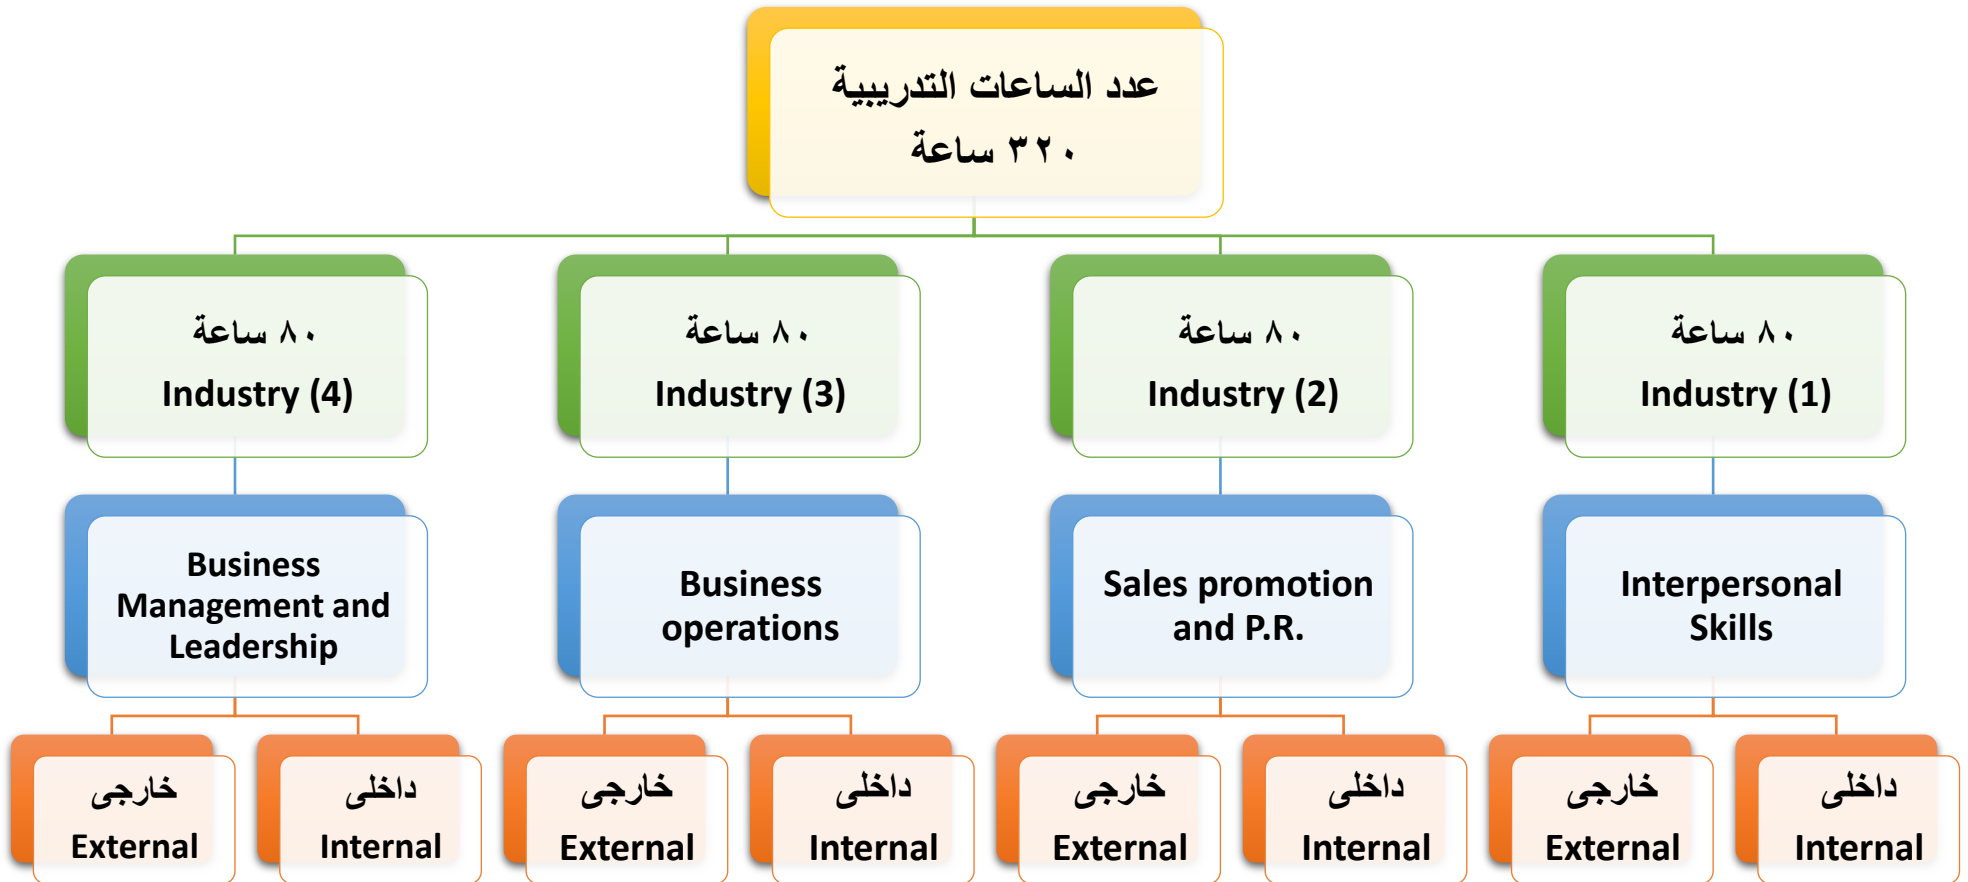 عدد الساعات التدريبية
٣٢٠ ساعة
٨٠ ساعة
Industry (1)
٨٠ ساعة
Industry (2)
٨٠ ساعة
Industry (3)
٨٠ ساعة
Industry (4)
Interpersonal
Skills
Sales promotion
and P.R.
Business
operations
Business
Management and
Leadership
داخلى
Internal
خارجى
External
داخلى
Internal
خارجى
External
داخلى
Internal
خارجى
External
داخلى
Internal
خارجى
External